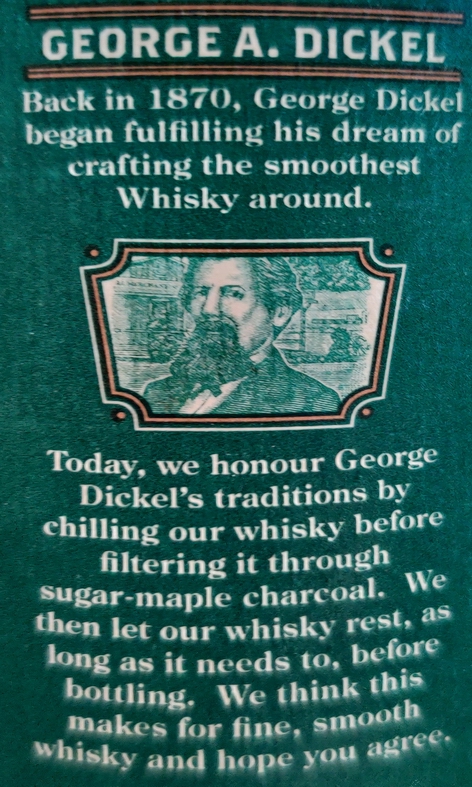 GEORGE A. DICKEL
Back in 1870, George Dickel
began fulfilling his dream of
crafting the smoothest
Whisky around.
Today, we honour George
Dickel's traditions by
chilling our whisky before
filtering it through
sugar-maple charcoal. We
then let our whisky rest, as
long as it needs to, before
bottling. We think this
makes for fine, smooth
whisky and hope you agree.